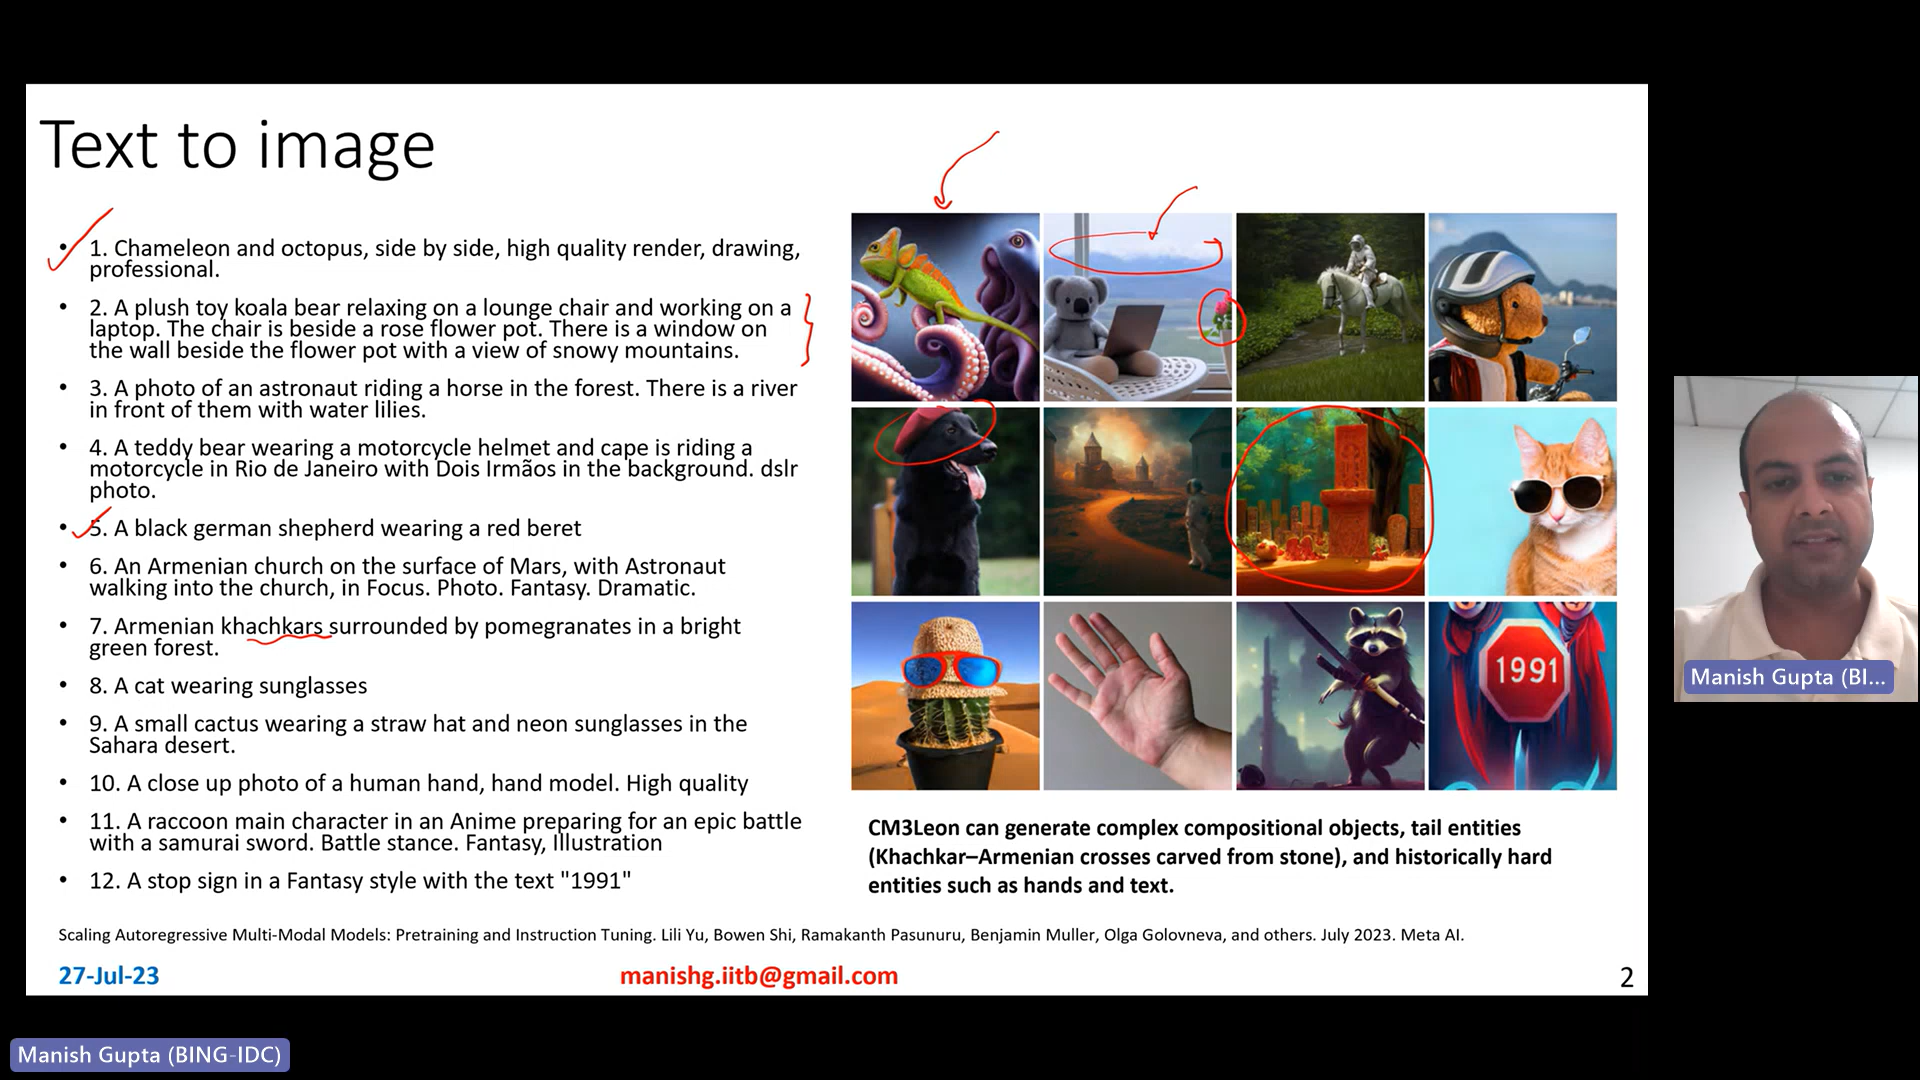 Text to image
• 1. Chameleon and octopus, side by side, high quality render, drawing,
professional.
• 2. A plush toy koala bear relaxing on a lounge chair and working on a
laptop. The chair is beside a rose flower pot. There is a window on
the wall beside the flower pot with a view of snowy mountains.
• 3. A photo of an astronaut riding a horse in the forest. There is a river
in front of them with water lilies.
• 4. A teddy bear wearing a motorcycle helmet and cape is riding a
motorcycle in Rio de Janeiro with Dois Irmãos in the background. dslr
photo.
• 5. A black german shepherd wearing a red beret
• 6. An Armenian church on the surface of Mars, with Astronaut
walking into the church, in Focus. Photo. Fantasy. Dramatic.
• 7. Armenian khachkars surrounded by pomegranates in a bright
green forest.
• 8. A cat wearing sunglasses
• 9. A small cactus wearing a straw hat and neon sunglasses in the
Sahara desert.
• 10. A close up photo of a human hand, hand model. High quality
• 11. A raccoon main character in an Anime preparing for an epic battle
with a samurai sword. Battle stance. Fantasy, Illustration
• 12. A stop sign in a Fantasy style with the text "1991"
1991
CM3Leon can generate complex compositional objects, tail entities
(Khachkar–Armenian crosses carved from stone), and historically hard
entities such as hands and text.
Scaling Autoregressive Multi-Modal Models: Pretraining and Instruction Tuning. Lili Yu, Bowen Shi, Ramakanth Pasunuru, Benjamin Muller, Olga Golovneva, and others. July 2023. Meta AI.
27-Jul-23
manishg.iitb@gmail.com
2
Manish Gupta (BI...
Manish Gupta (BING-IDC)